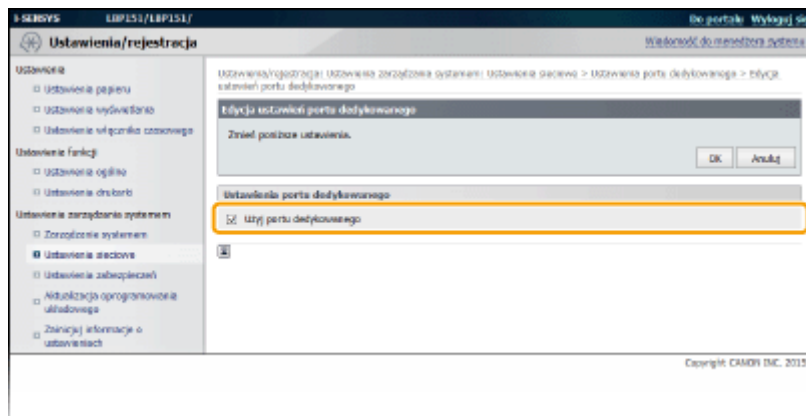 i-SENSYS LBP151/LBP151/ Do portalu Wyloguj się
Ustawienia/rejestracja Wiadomość do menedżera systemu
Ustawienia
Ustawienia papieru
Ustawienia wyświetlania
Ustawienia włącznika czasowego
Ustawienia funkcji
Ustawienia ogólne
Ustawienia drukarki
Ustawienia zarządzania systemem
Zarządzanie systemem
Ustawienia sieciowe
Ustawienia zabezpieczeń
Aktualizacja oprogramowania
układowego
Zainicjuj informacje o
ustawieniach
Ustawienia/rejestracja: Ustawienia zarządzania systemem: Ustawienia sieciowe > Ustawienia portu dedykowanego > Edycja
ustawień portu dedykowanego
Edycja ustawień portu dedykowanego
Zmień poniższe ustawienia.
OK Anuluj
Ustawienia portu dedykowanego
Użyj portu dedykowanego
Copyright CANON INC. 2015